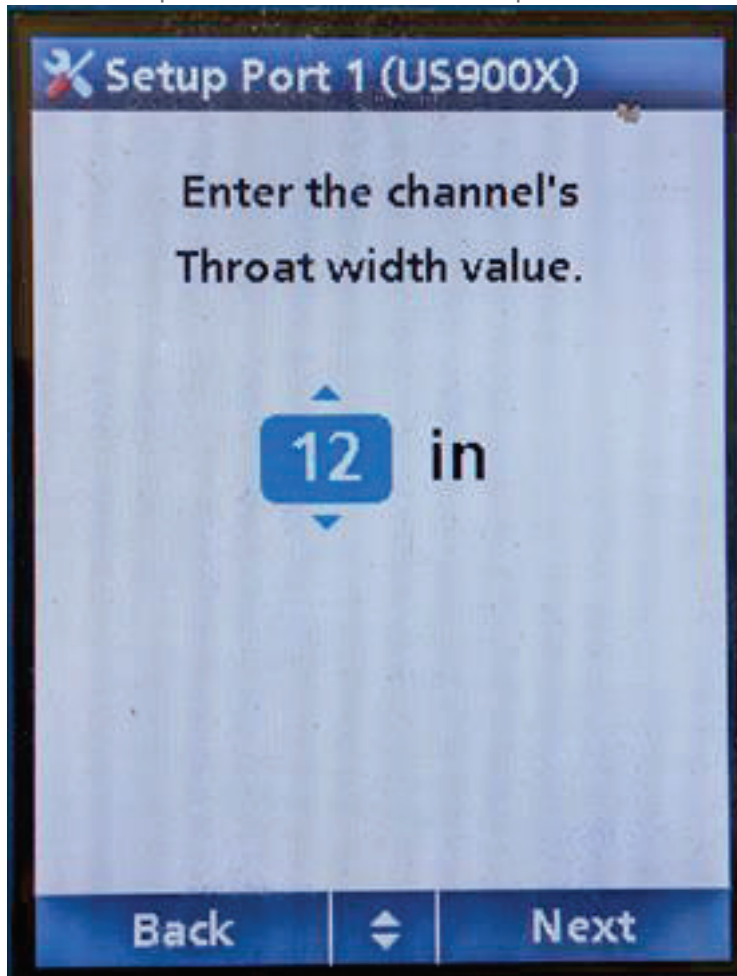 Setup Port 1 (US900X)
Enter the channel's
Throat width value.
12 in
Back Next